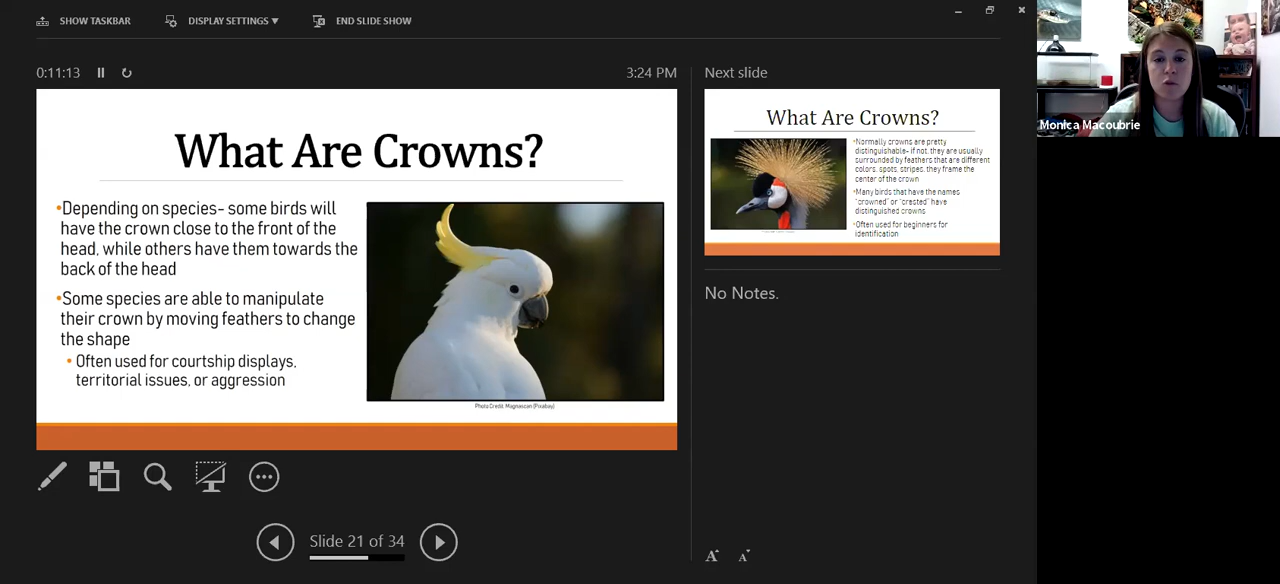 SHOW TASKBAR
DISPLAY SETTINGS ▼
END SLIDE SHOW
0:11:13
3:24 PM
What Are Crowns?
•Depending on species- some birds will
have the crown close to the front of the
head, while others have them towards the
back of the head
•Some species are able to manipulate
their crown by moving feathers to change
the shape
• Often used for courtship displays,
territorial issues, or aggression
Photo Credit: Magnascan (Pixabay)
Slide 21 of 34
Next slide
What Are Crowns?
•Normally crowns are pretty
distinguishable- if not, they are usually
surrounded by feathers that are different
colors, spots, stripes, they frame the
center of the crown
•Many birds that have the names
"crowned" or "crested" have
distinguished crowns
•Often used for beginners for
identification
No Notes.
A A
Monica Macoubrie